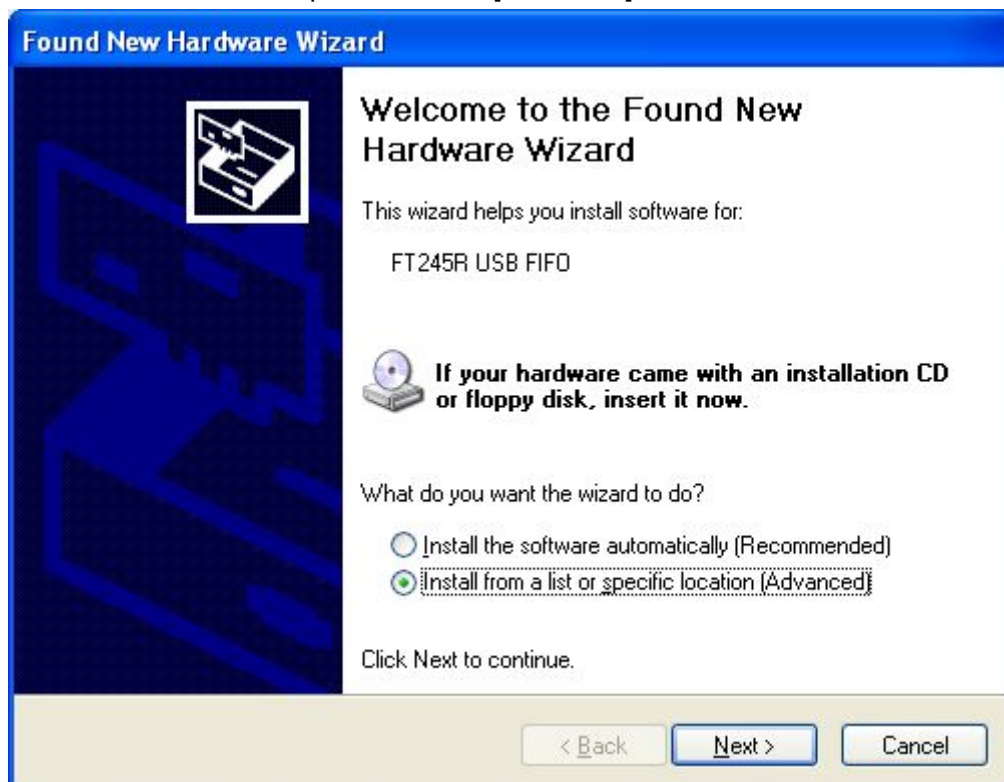 Found New Hardware Wizard
Welcome to the Found New
Hardware Wizard
This wizard helps you install software for:
FT245R USB FIFO
If your hardware came with an installation CD
or floppy disk, insert it now.
What do you want the wizard to do?
Install the software automatically (Recommended)
Install from a list or specific location (Advanced)
Click Next to continue.
< Back Next > Cancel